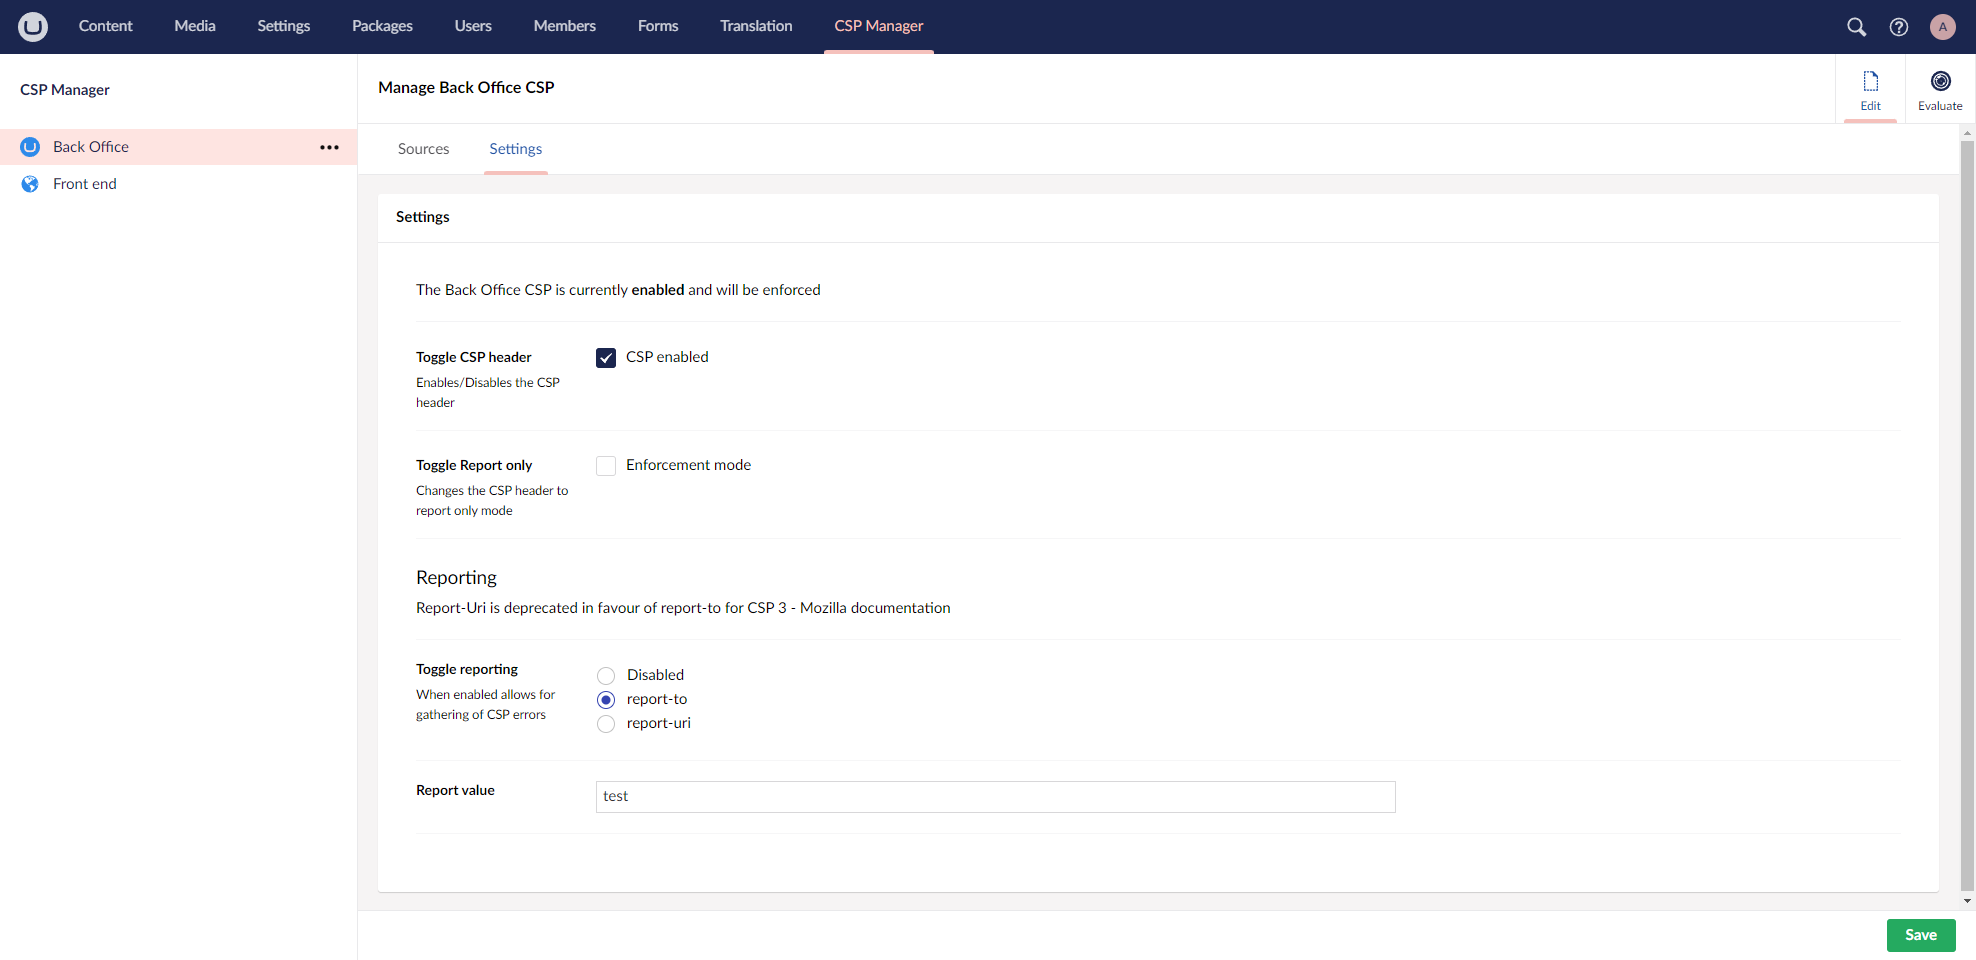 Content Media Settings Packages Users Members Forms Translation CSP Manager A
CSP Manager
Back Office
Front end
Manage Back Office CSP
Edit
Evaluate
Sources Settings
Settings
The Back Office CSP is currently enabled and will be enforced
Toggle CSP header
Enables/Disables the CSP
header
CSP enabled
Toggle Report only
Changes the CSP header to
report only mode
Enforcement mode
Reporting
Report-Uri is deprecated in favour of report-to for CSP 3 - Mozilla documentation
Toggle reporting
When enabled allows for
gathering of CSP errors
Disabled
report-to
report-uri
Report value
test
Save